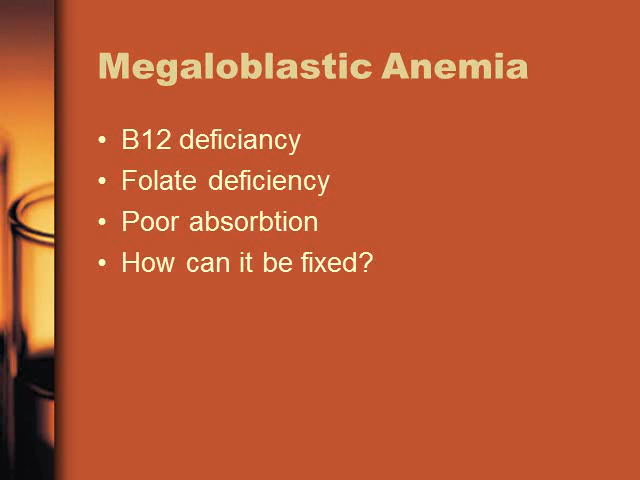 Megaloblastic Anemia
• B12 deficiancy
• Folate deficiency
• Poor absorbtion
• How can it be fixed?